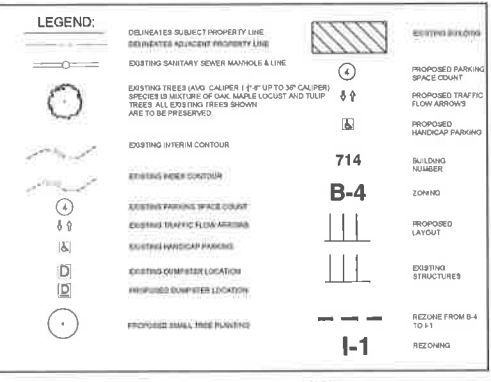 LEGEND:
DELINEATES SUBJECT PROPERTY LINE
DELINEATES ADJACENT PROPERTY LINE
EXISTING SANITARY SEWER MANHOLE & LINE
EXISTING TREES (AVG. CALIPER UP TO 36" CALIPER)
SPECIES IS MIXTURE OF OAK, MAPLE LOCUST AND TULIP
TREES. ALL EXISTING TREES SHOWN
ARE TO BE PRESERVED
EXISTING INTERIM CONTOUR
EXISTING INDEX CONTOUR
4
EXISTING PARKING SPACE COUNT
EXISTING TRAFFIC FLOW ARROWS
EXISTING HANDICAP PARKING
D
EXISTING DUMPSTER LOCATION
D
PROPOSED DUMPSTER LOCATION
PROPOSED SMALL TREE PLANTING
EXISTING BUILDING
4
PROPOSED PARKING
SPACE COUNT
PROPOSED TRAFFIC
FLOW ARROWS
PROPOSED
HANDICAP PARKING
714
BUILDING
NUMBER
B-4
ZONING
PROPOSED
LAYOUT
EXISTING
STRUCTURES
REZONE FROM B-4
TO I-1
I-1
REZONING